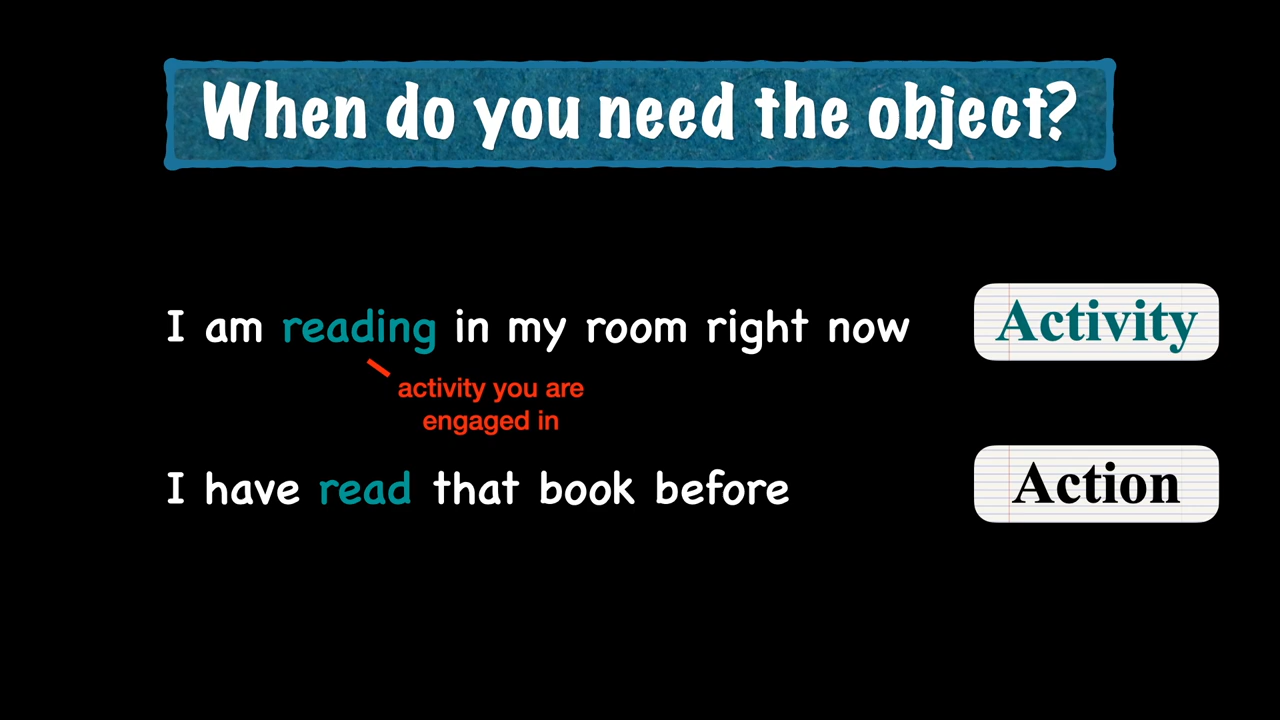 When do you need the object?
I am reading in my room right now
Activity
activity you are
engaged in
I have read that book before
Action